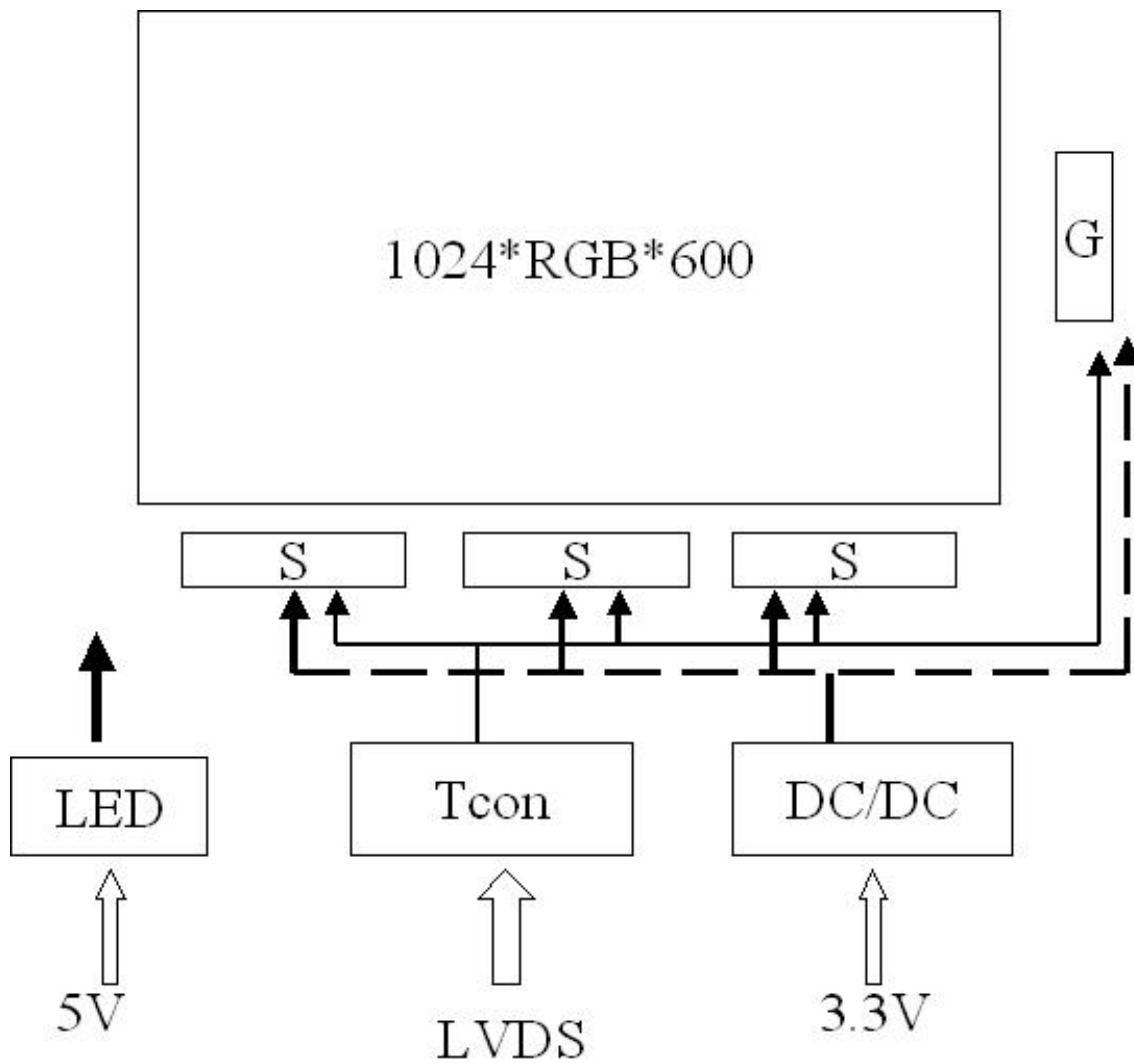 1024*RGB*600
G
S
S
S
LED
Tcon
DC/DC
5V
LVDS
3.3V